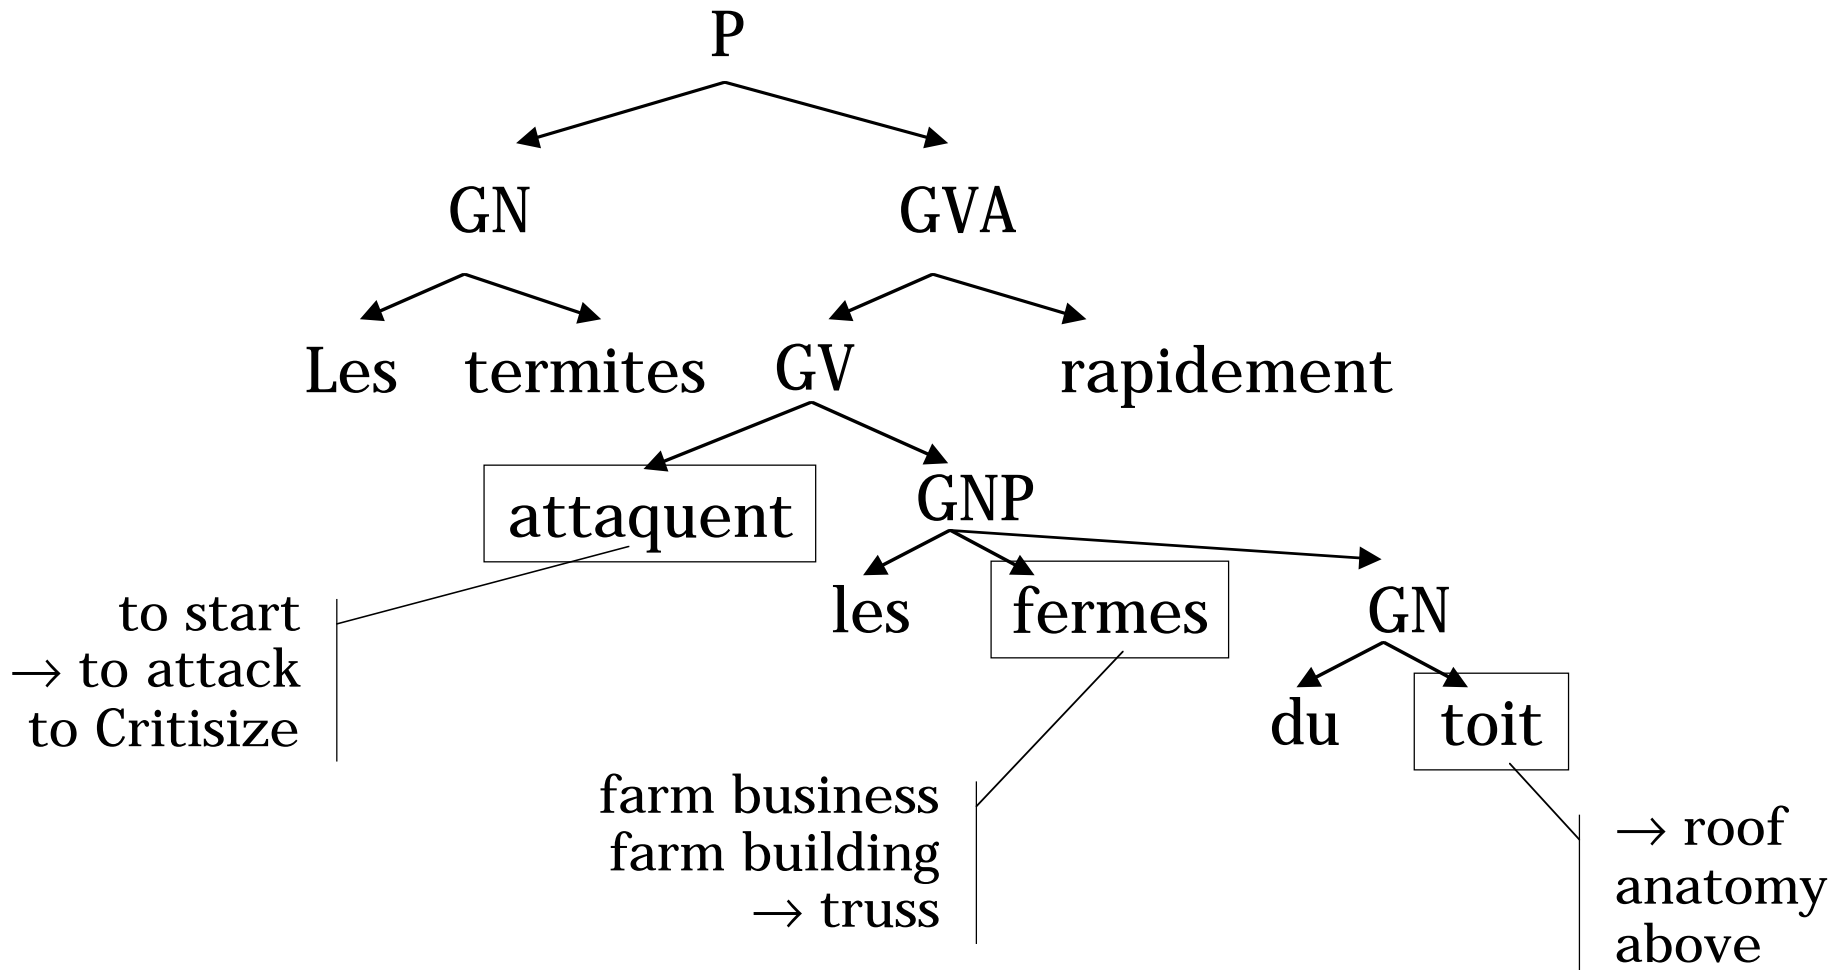 P
GN GVA
Les termites GV rapidement
attaquent GNP
les fermes GN
to start
→ to attack
to Critisize
du toit
farm business
farm building
→ truss
→ roof
anatomy
above